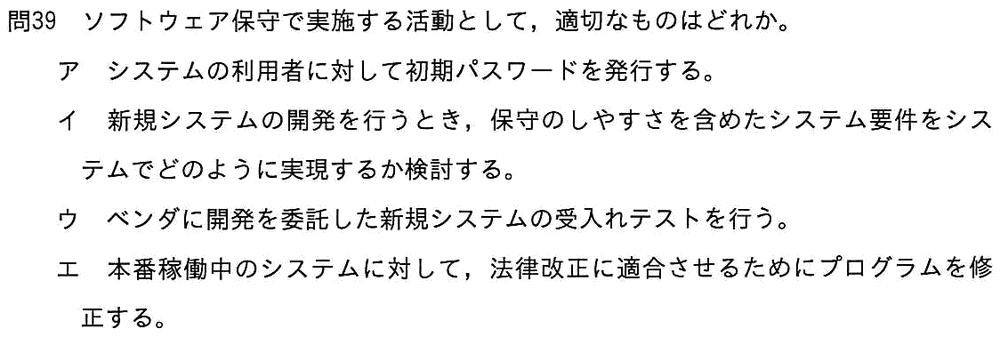 問39 ソフトウェア保守で実施する活動として，適切なものはどれか。
ア システムの利用者に対して初期パスワードを発行する。
イ 新規システムの開発を行うとき，保守のしやすさを含めたシステム要件をシス
テムでどのように実現するか検討する。
ウ ベンダに開発を委託した新規システムの受入れテストを行う。
エ 本番稼働中のシステムに対して，法律改正に適合させるためにプログラムを修
正する。